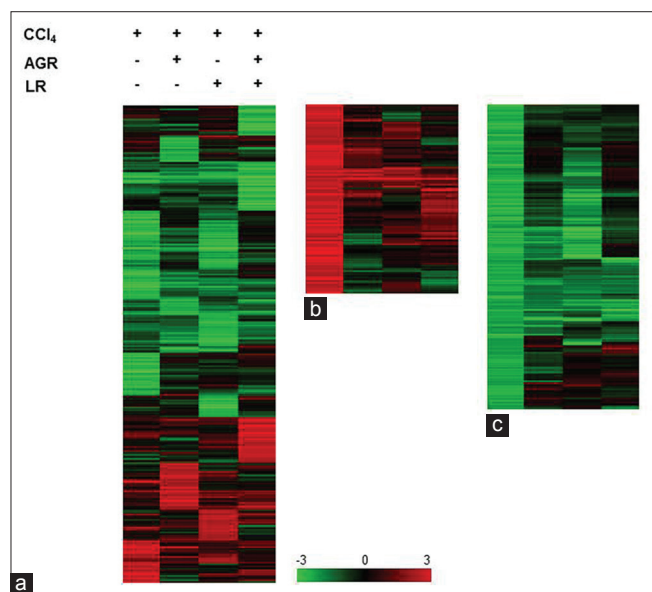 CCl₄ + + + +
AGR - + - +
LR - - + +
b
c
-3 0 3
a